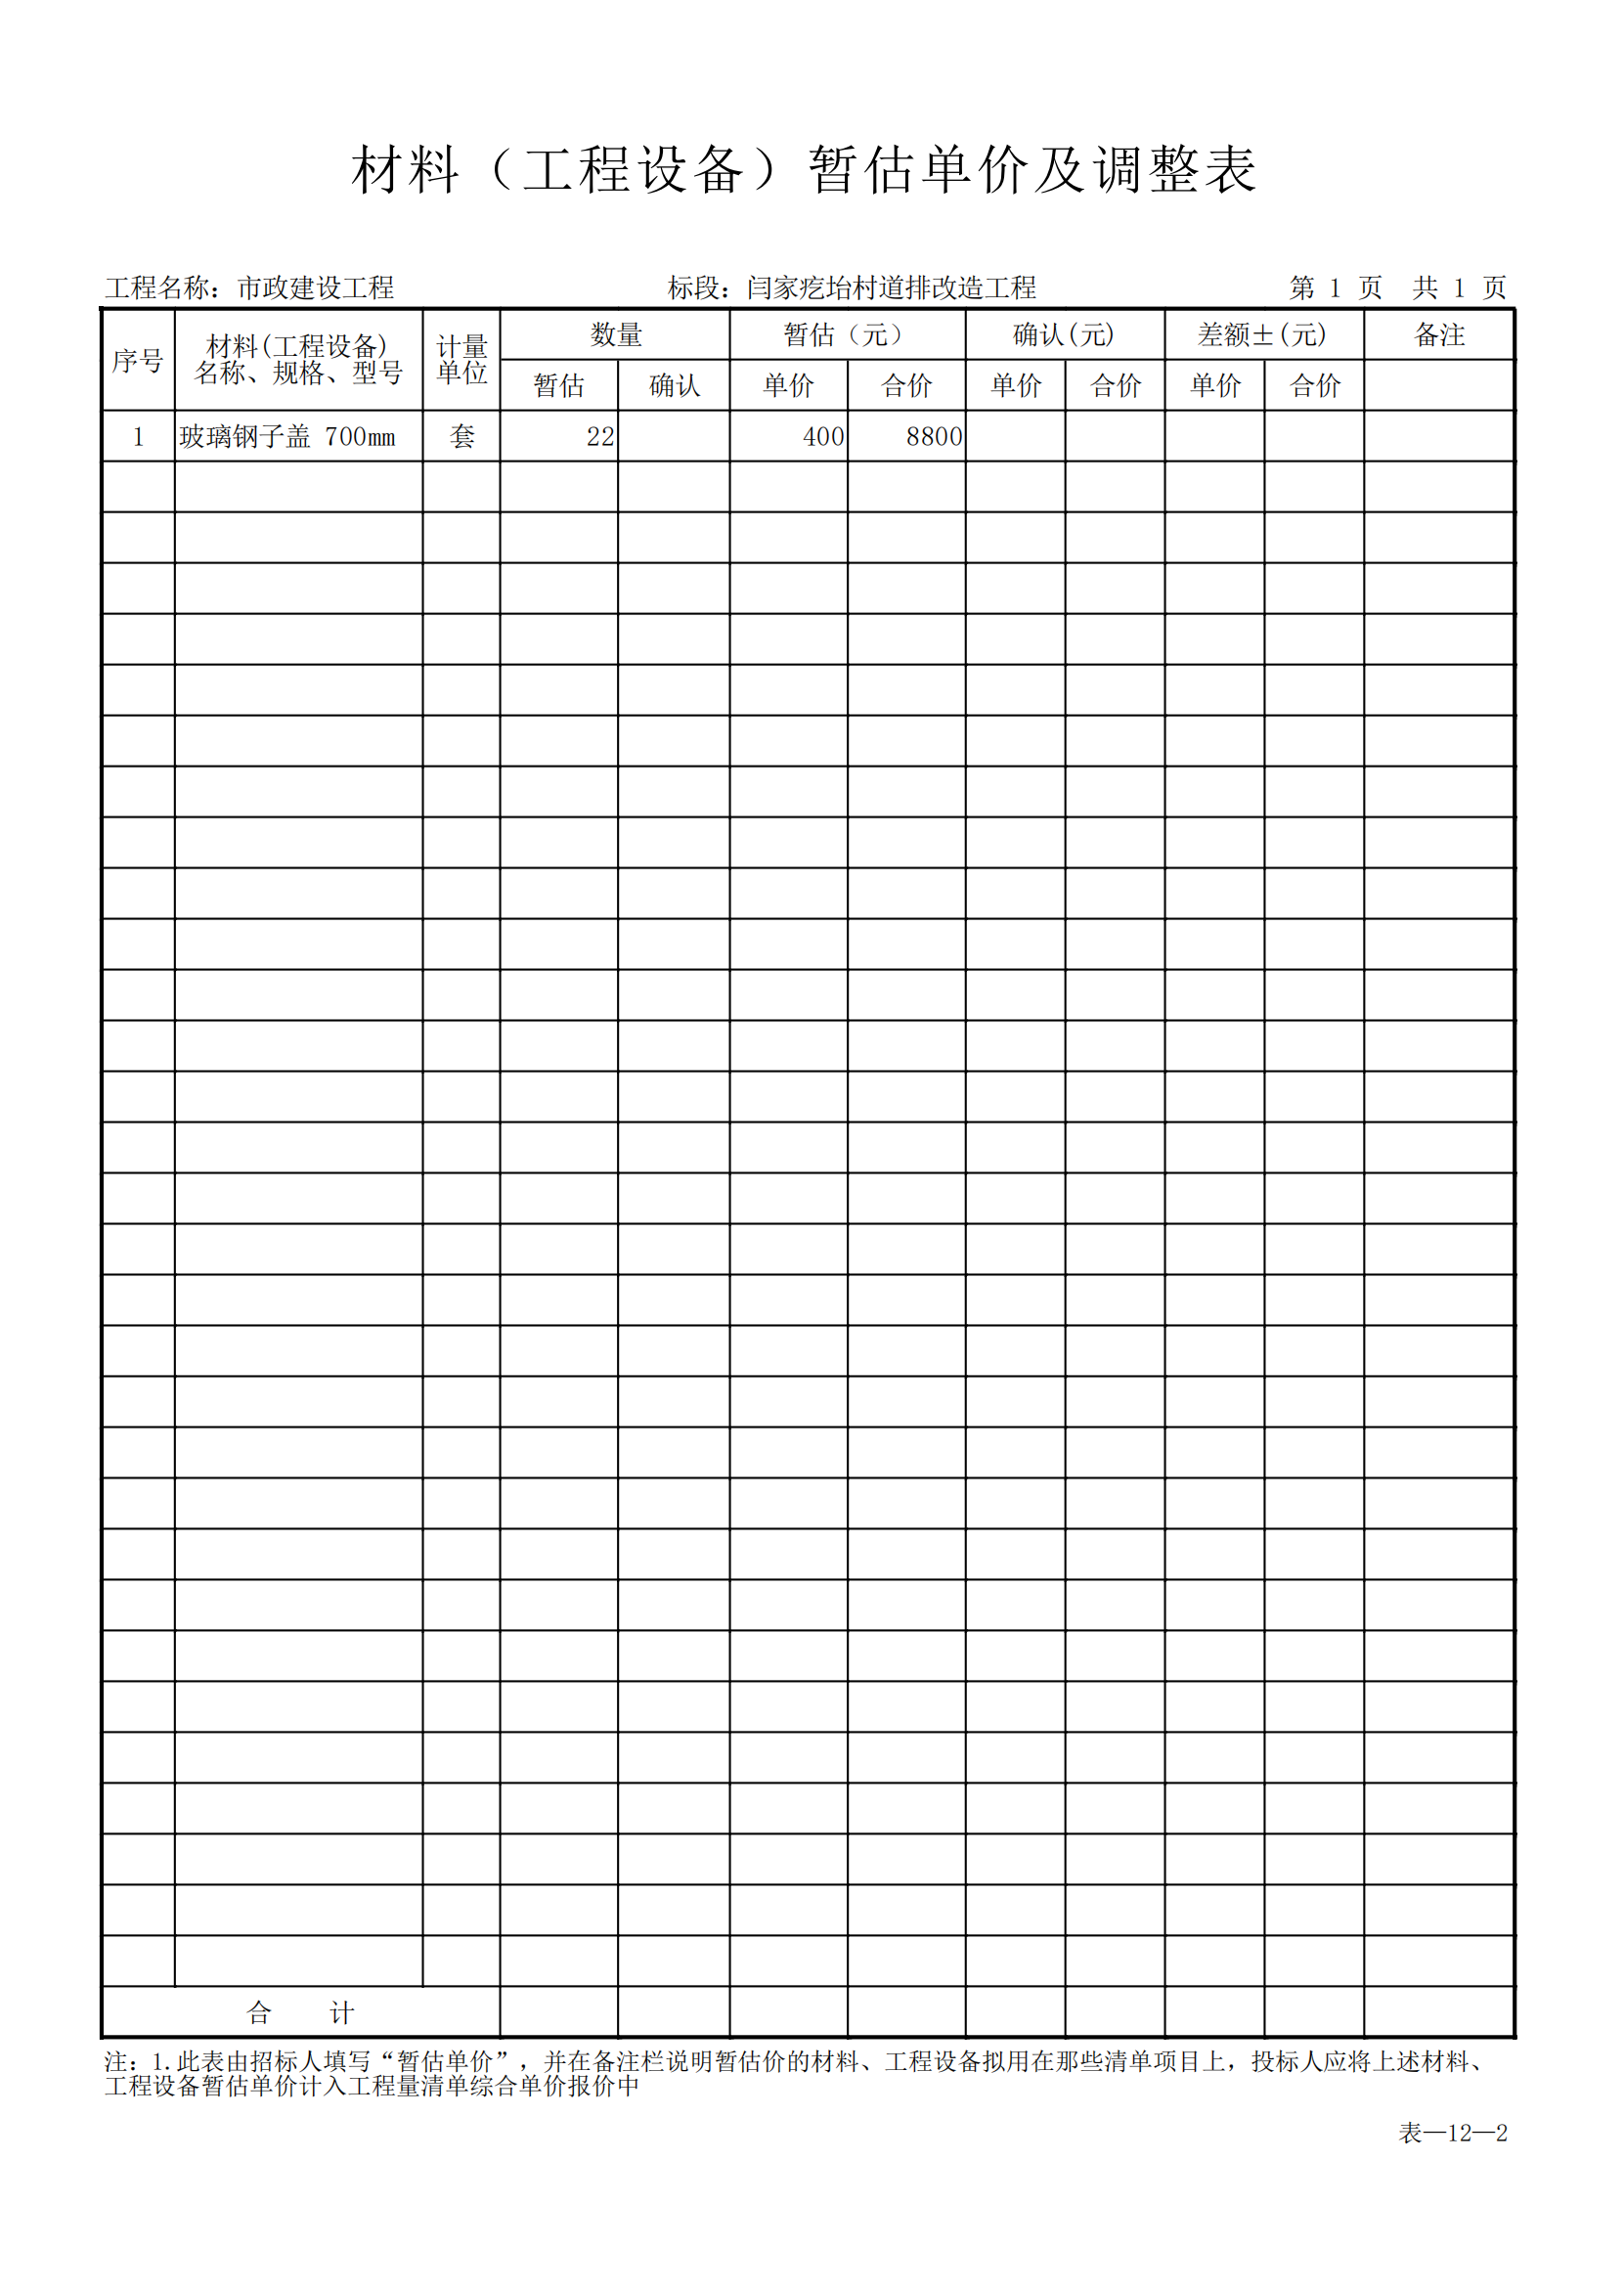 材料（工程设备）暂估单价及调整表
工程名称：市政建设工程 标段：闫家疙坮村道排改造工程 第 1 页 共 1 页
序号 材料(工程设备)名称、规格、型号 计量单位 数量 暂估（元） 确认(元) 差额±(元) 备注
暂估 确认 单价 合价 单价 合价 单价 合价
1 玻璃钢子盖 700mm 套 22 400 8800
合 计
注：1.此表由招标人填写“暂估单价”，并在备注栏说明暂估价的材料、工程设备拟用在那些清单项目上，投标人应将上述材料、
工程设备暂估单价计入工程量清单综合单价报价中
表—12—2